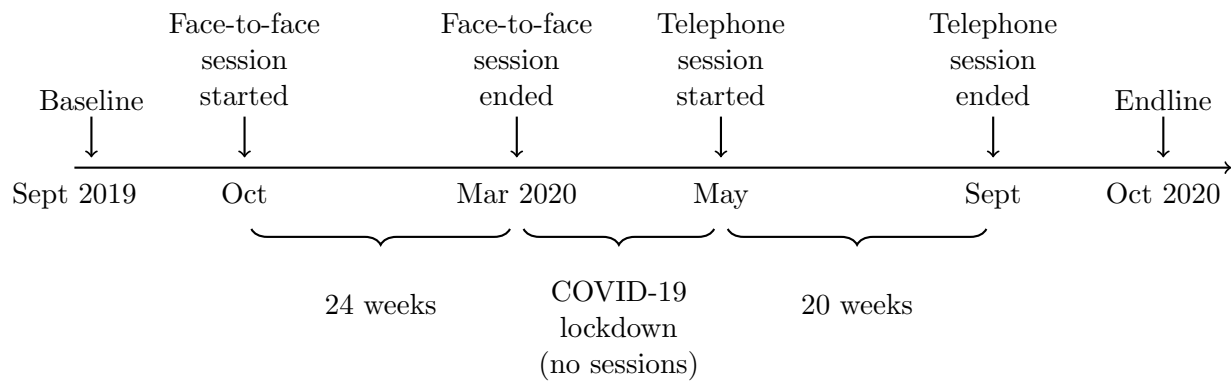 Face-to-face
session
started
Face-to-face
session
ended
Telephone
session
started
Telephone
session
ended
Baseline
Endline
Sept 2019
Oct
Mar 2020
May
Sept
Oct 2020
24 weeks
COVID-19
lockdown
(no sessions)
20 weeks